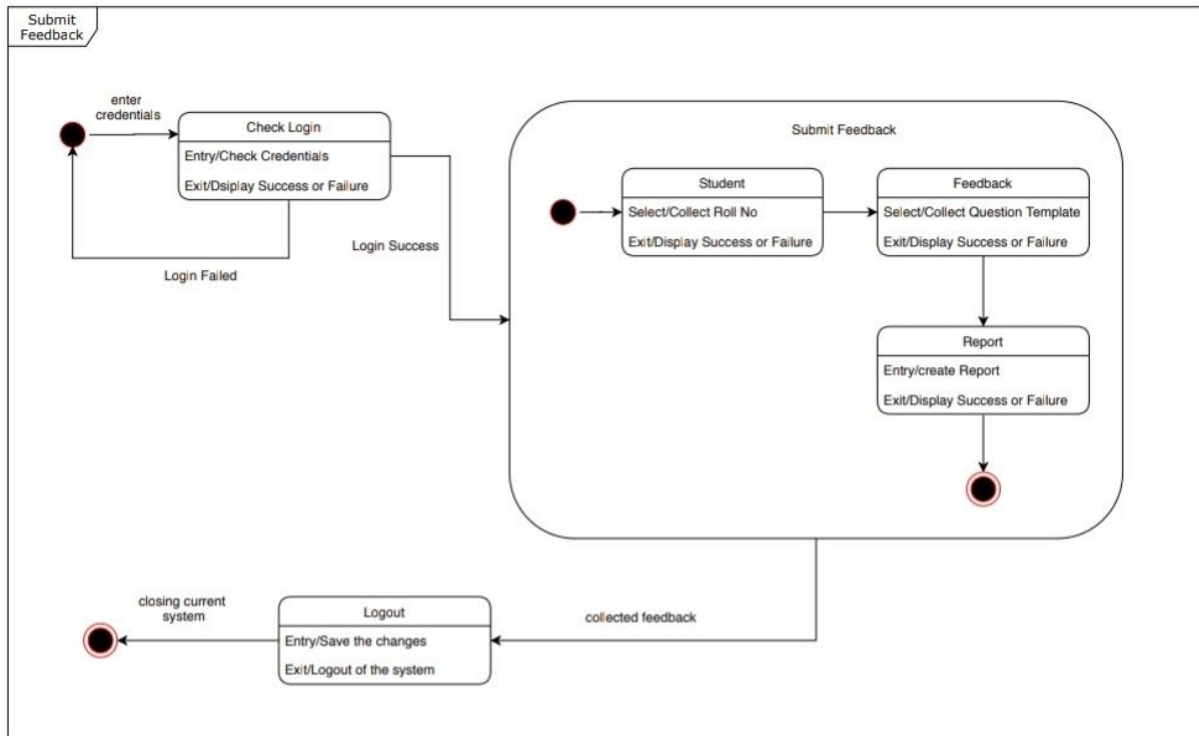 Submit
Feedback
enter
credentials
Check Login
Entry/Check Credentials
Exit/Dsiplay Success or Failure
Login Failed
Login Success
Submit Feedback
Student
Select/Collect Roll No
Exit/Display Success or Failure
Feedback
Select/Collect Question Template
Exit/Display Success or Failure
Report
Entry/create Report
Exit/Display Success or Failure
collected feedback
Logout
Entry/Save the changes
Exit/Logout of the system
closing current
system